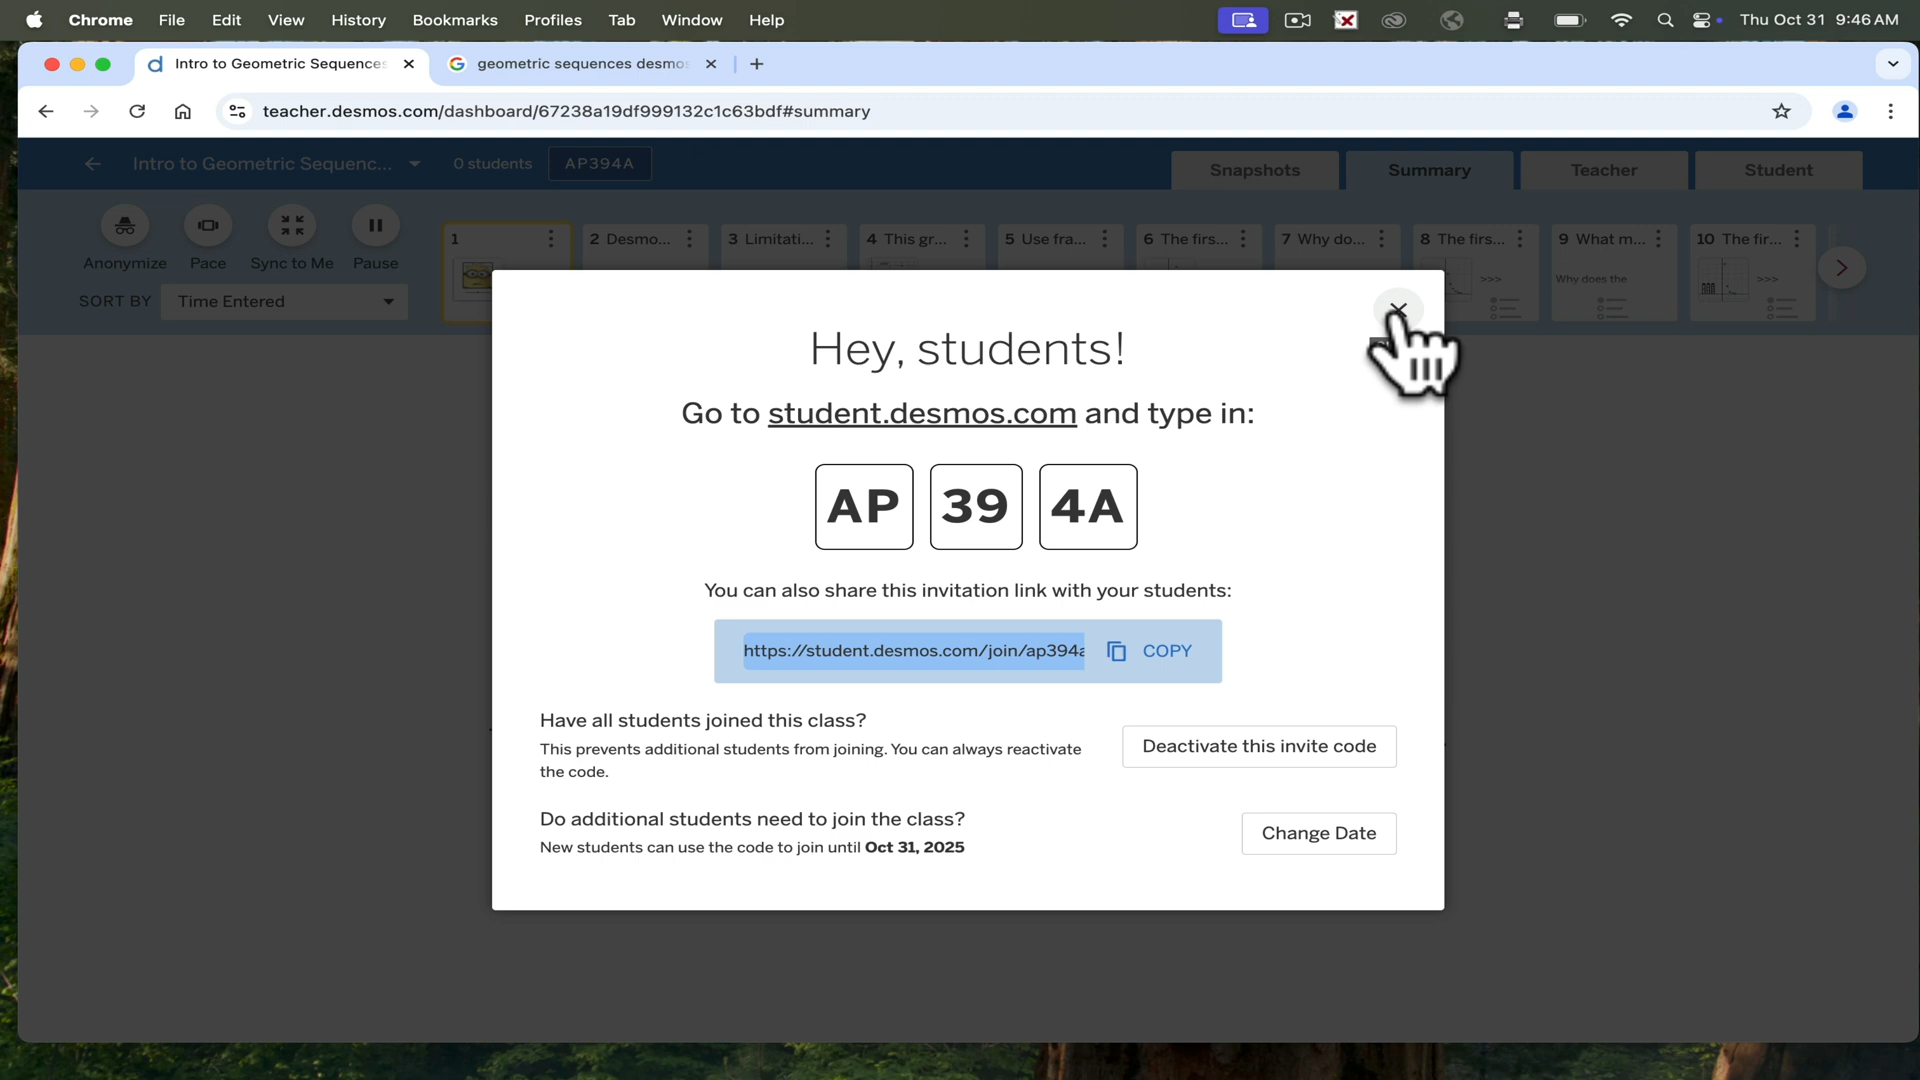 Chrome File Edit View History Bookmarks Profiles Tab Window Help Thu Oct 31 9:46 AM
Intro to Geometric Sequences geometric sequences desmos
teacher.desmos.com/dashboard/67238a19df999132c1c63bdf#summary
Intro to Geometric Sequenc... 0 students AP394A Snapshots Summary Teacher Student
1 2 Desmo... 3 Limitati... 4 This gr... 5 Use fra... 6 The firs... 7 Why do... 8 The firs... 9 What m... 10 The fir...
Anonymize Pace Sync to Me Pause
>>> Why does the >>>
SORT BY Time Entered
Hey, students!
Go to student.desmos.com and type in:
AP 39 4A
You can also share this invitation link with your students:
https://student.desmos.com/join/ap394a COPY
Have all students joined this class?
This prevents additional students from joining. You can always reactivate
the code.
Deactivate this invite code
Do additional students need to join the class?
New students can use the code to join until Oct 31, 2025
Change Date